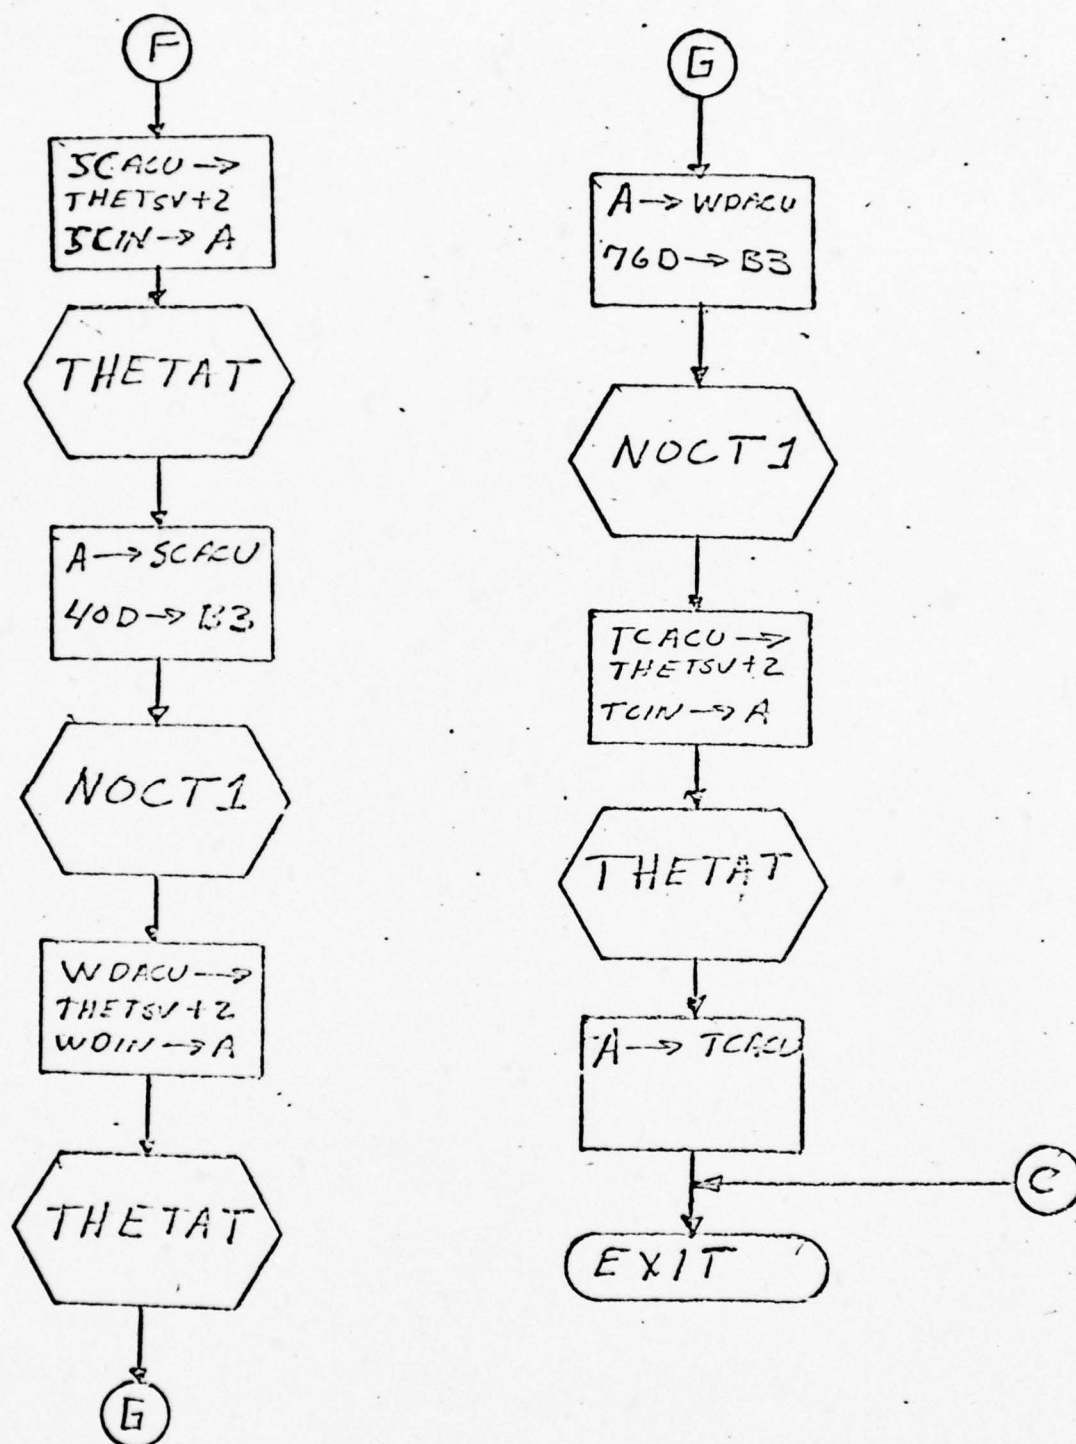 F
SCACU →
THETSV+2
SCIN → A
THETAT
A → SCACU
40D → B3
NOCT1
WDACU →
THETSV+2
WDIN → A
THETAT
G
G
A → WDACU
76D → B3
NOCT1
TCACU →
THETSV+2
TCIN → A
THETAT
A → TCACU
C
EXIT